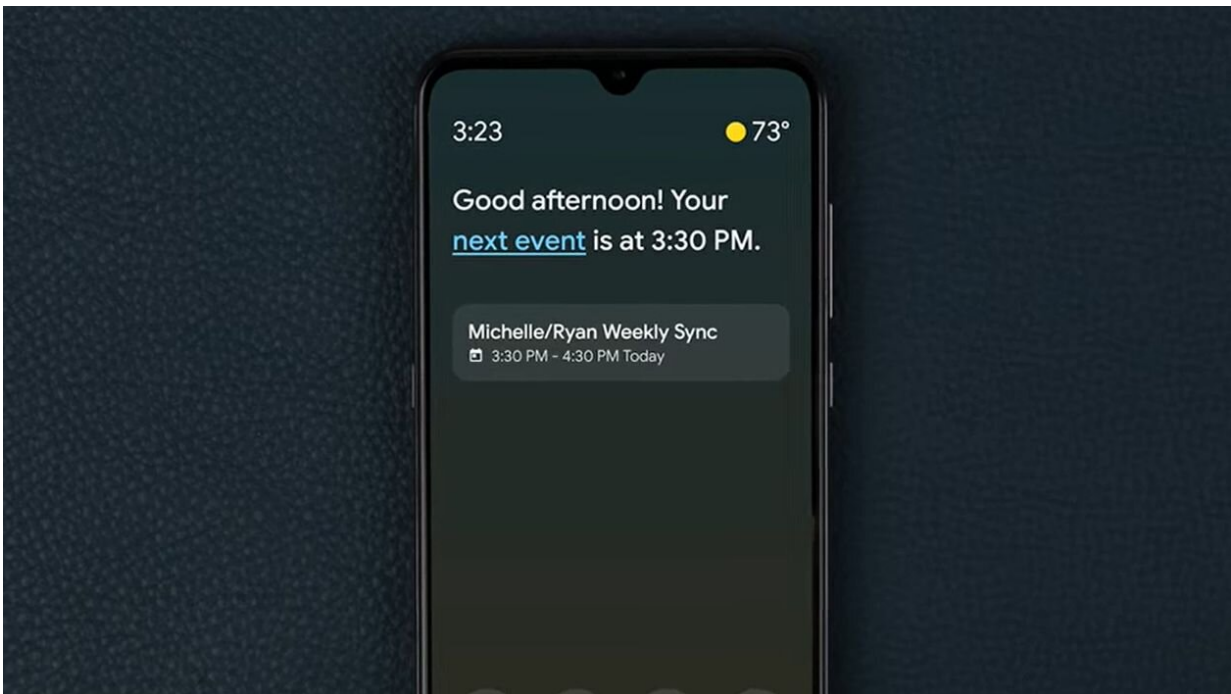 3:23 73°
Good afternoon! Your
next event is at 3:30 PM.
Michelle/Ryan Weekly Sync
3:30 PM - 4:30 PM Today